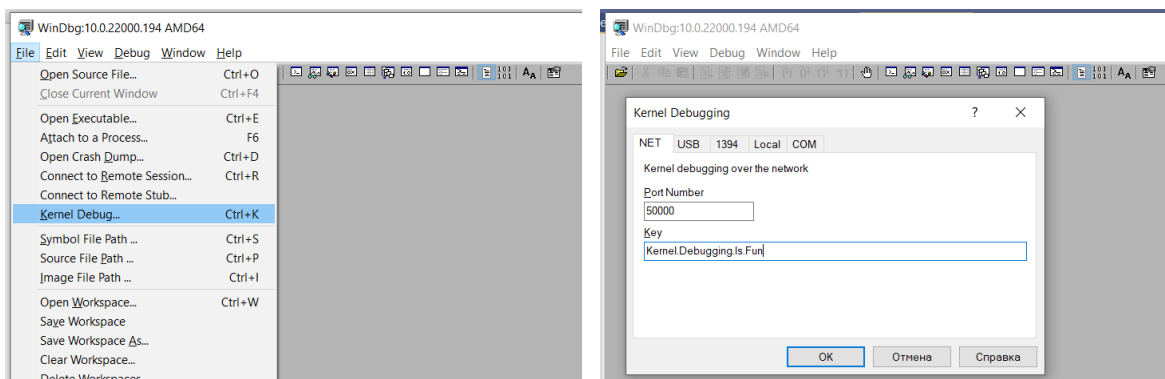 WinDbg:10.0.22000.194 AMD64
File Edit View Debug Window Help
Open Source File... Ctrl+O
Close Current Window Ctrl+F4
Open Executable... Ctrl+E
Attach to a Process... F6
Open Crash Dump... Ctrl+D
Connect to Remote Session... Ctrl+R
Connect to Remote Stub...
Kernel Debug... Ctrl+K
Symbol File Path ... Ctrl+S
Source File Path ... Ctrl+P
Image File Path ... Ctrl+I
Open Workspace... Ctrl+W
Save Workspace
Save Workspace As...
Clear Workspace...
Delete Workspaces...
WinDbg:10.0.22000.194 AMD64
File Edit View Debug Window Help
Kernel Debugging ?
NET USB 1394 Local COM
Kernel debugging over the network
Port Number
50000
Key
Kernel.Debugging.Is.Fun
OK Отмена Справка